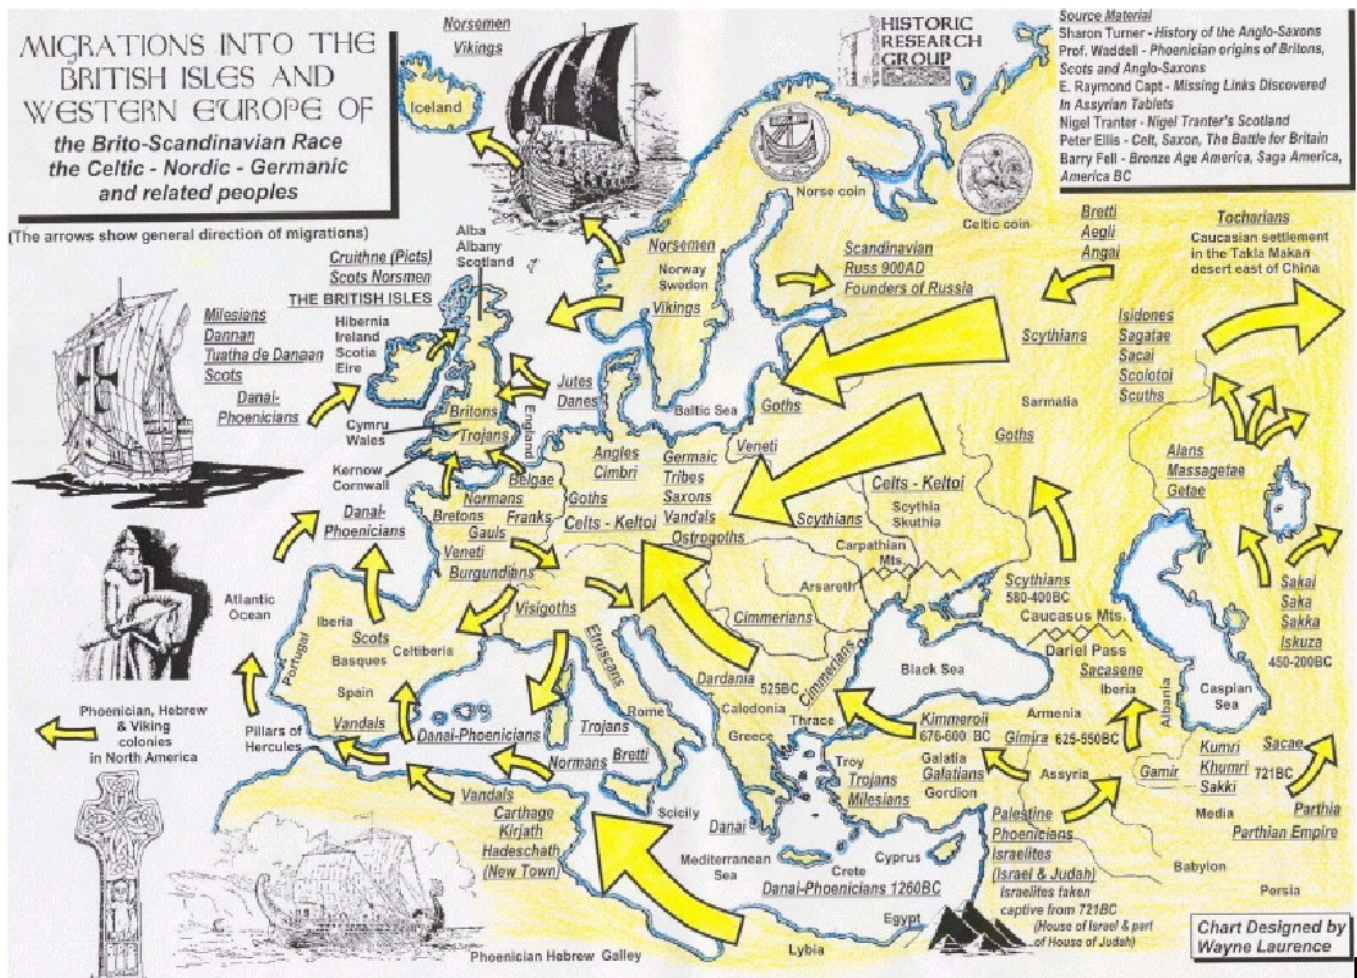 MIGRATIONS INTO THE
BRITISH ISLES AND
WESTERN EUROPE OF
the Brito-Scandinavian Race
the Celtic - Nordic - Germanic
and related peoples
(The arrows show general direction of migrations)
Norsemen
Vikings
Iceland
HISTORIC
RESEARCH
GROUP
Source Material
Sharon Turner - History of the Anglo-Saxons
Prof. Waddell - Phoenician origins of Britons,
Scots and Anglo-Saxons
E. Raymond Capt - Missing Links Discovered
In Assyrian Tablets
Nigel Tranter - Nigel Tranter's Scotland
Peter Ellis - Celt, Saxon, The Battle for Britain
Barry Fell - Bronze Age America, Saga America,
America BC
Norse coin
Celtic coin
Bretti
Aegli
Angai
Tocharians
Caucasian settlement
in the Takla Makan
desert east of China
Alba
Albany
Scotland
Cruithne (Picts)
Scots Norsmen
THE BRITISH ISLES
Hibernia
Ireland
Scotia
Eire
Milesians
Dannan
Tuatha de Danaan
Scots
Danai-
Phoenicians
Norsemen
Norway
Sweden
Vikings
Scandinavian
Russ 900AD
Founders of Russia
Scythians
Isidones
Sagatae
Sacai
Scolotoi
Scuths
Jutes
Danes
Baltic Sea
Goths
Sarmatia
Britons
Trojans
England
Cymru
Wales
Kernow
Cornwall
Angles
Cimbri
Germaic
Tribes
Saxons
Vandals
Ostrogoths
Veneti
Goths
Alans
Massagetae
Getae
Belgae
Normans
Bretons
Franks
Gauls
Veneti
Burgundians
Goths
Celts - Keltoi
Scythians
Celts - Keltoi
Scythia
Skuthia
Carpathian
Mts.
Arsareth
Danai-
Phoenicians
Scythians
580-400BC
Caucasus Mts.
Dariel Pass
Sacasene
Iberia
Albania
Caspian
Sea
Sakai
Saka
Sakka
Iskuza
450-200BC
Atlantic
Ocean
Portugal
Iberia
Scots
Basques
Celtiberia
Spain
Vandals
Visigoths
Etruscans
Cimmerians
Cimmerians
Black Sea
Dardania
525BC
Caledonia
Thrace
Greece
Rome
Trojans
Bretti
Phoenician, Hebrew
& Viking
colonies
in North America
Pillars of
Hercules
Danai-Phoenicians
Normans
Kimmeroii
676-600 BC
Armenia
Gimira 625-550BC
Galatia
Galatians
Gordion
Assyria
Gamir
Kumri
Khumri
Sakki
Sacae
721BC
Media
Parthia
Parthian Empire
Troy
Trojans
Milesians
Vandals
Carthage
Kirjath
Hadeschath
(New Town)
Scicily
Danai
Mediterranean
Sea
Crete
Cyprus
Danai-Phoenicians 1260BC
Palestine
Phoenicians
Israelites
(Israel & Judah)
Israelites taken
captive from 721BC
(House of Israel & part
of House of Judah)
Babylon
Persia
Egypt
Lybia
Phoenician Hebrew Galley
Chart Designed by
Wayne Laurence